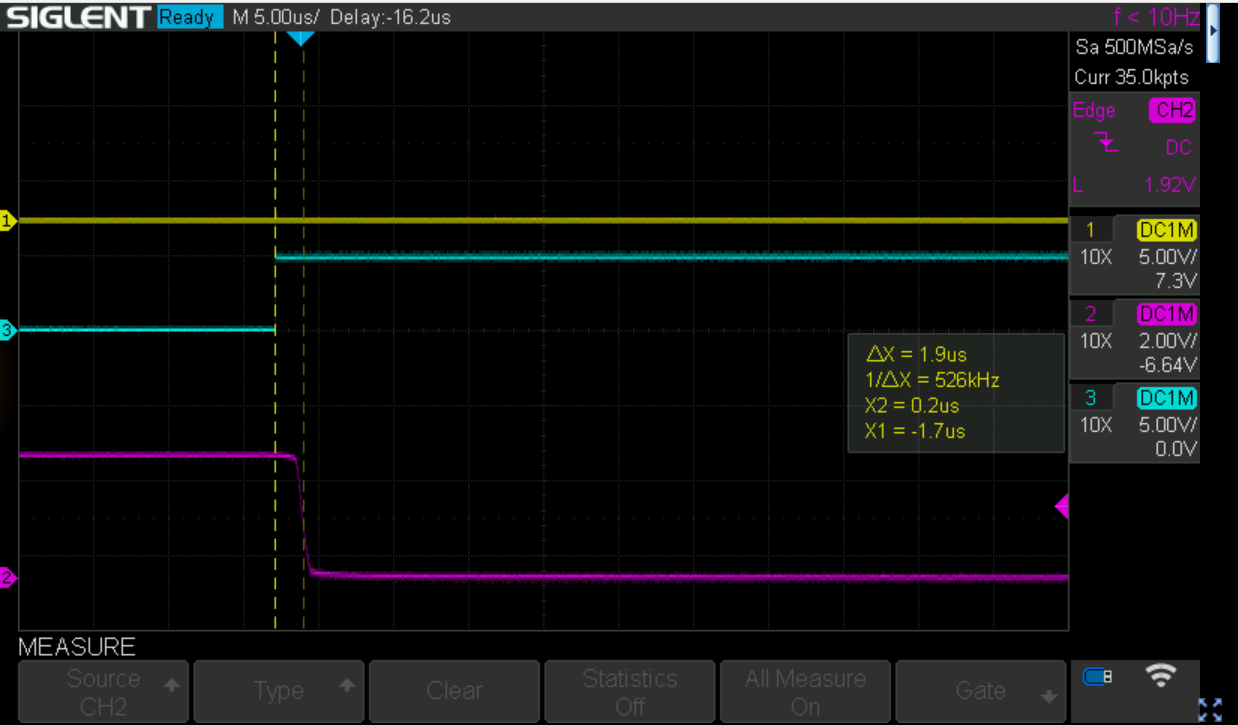 SIGLENT Ready M 5.00us/ Delay:-16.2us f < 10Hz
Sa 500MSa/s
Curr 35.0kpts
Edge CH2
DC
L 1.92V
1
1 DC1M
10X 5.00V/
7.3V
2 DC1M
10X 2.00V/
-6.64V
3
3 DC1M
10X 5.00V/
0.0V
△X = 1.9us
1/△X = 526kHz
X2 = 0.2us
X1 = -1.7us
2
MEASURE
Source
CH2
Type
Clear
Statistics
Off
All Measure
On
Gate